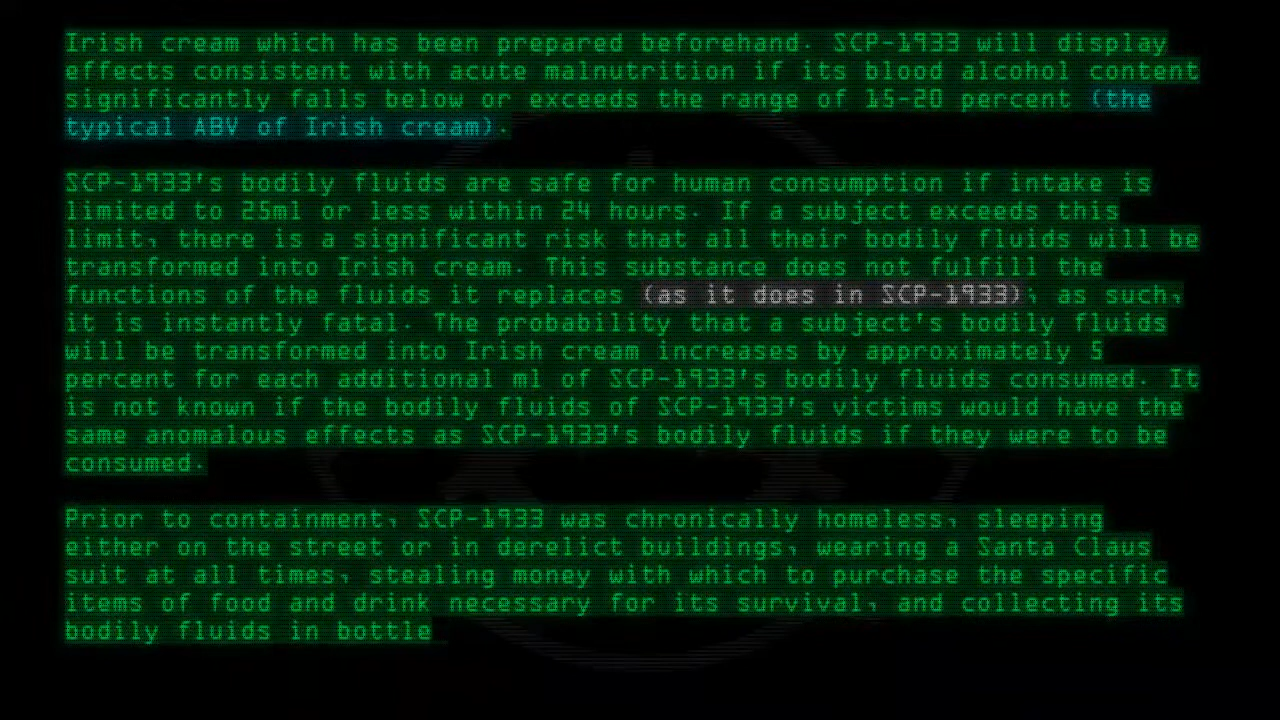 Irish cream which has been prepared beforehand. SCP-1933 will display
effects consistent with acute malnutrition if its blood alcohol content
significantly falls below or exceeds the range of 15-20 percent (the
typical ABV of Irish cream).
SCP-1933's bodily fluids are safe for human consumption if intake is
limited to 25ml or less within 24 hours. If a subject exceeds this
limit, there is a significant risk that all their bodily fluids will be
transformed into Irish cream. This substance does not fulfill the
functions of the fluids it replaces (as it does in SCP-1933); as such,
it is instantly fatal. The probability that a subject's bodily fluids
will be transformed into Irish cream increases by approximately 5
percent for each additional ml of SCP-1933's bodily fluids consumed. It
is not known if the bodily fluids of SCP-1933's victims would have the
same anomalous effects as SCP-1933's bodily fluids if they were to be
consumed.
Prior to containment, SCP-1933 was chronically homeless, sleeping
either on the street or in derelict buildings, wearing a Santa Claus
suit at all times, stealing money with which to purchase the specific
items of food and drink necessary for its survival, and collecting its
bodily fluids in bottle